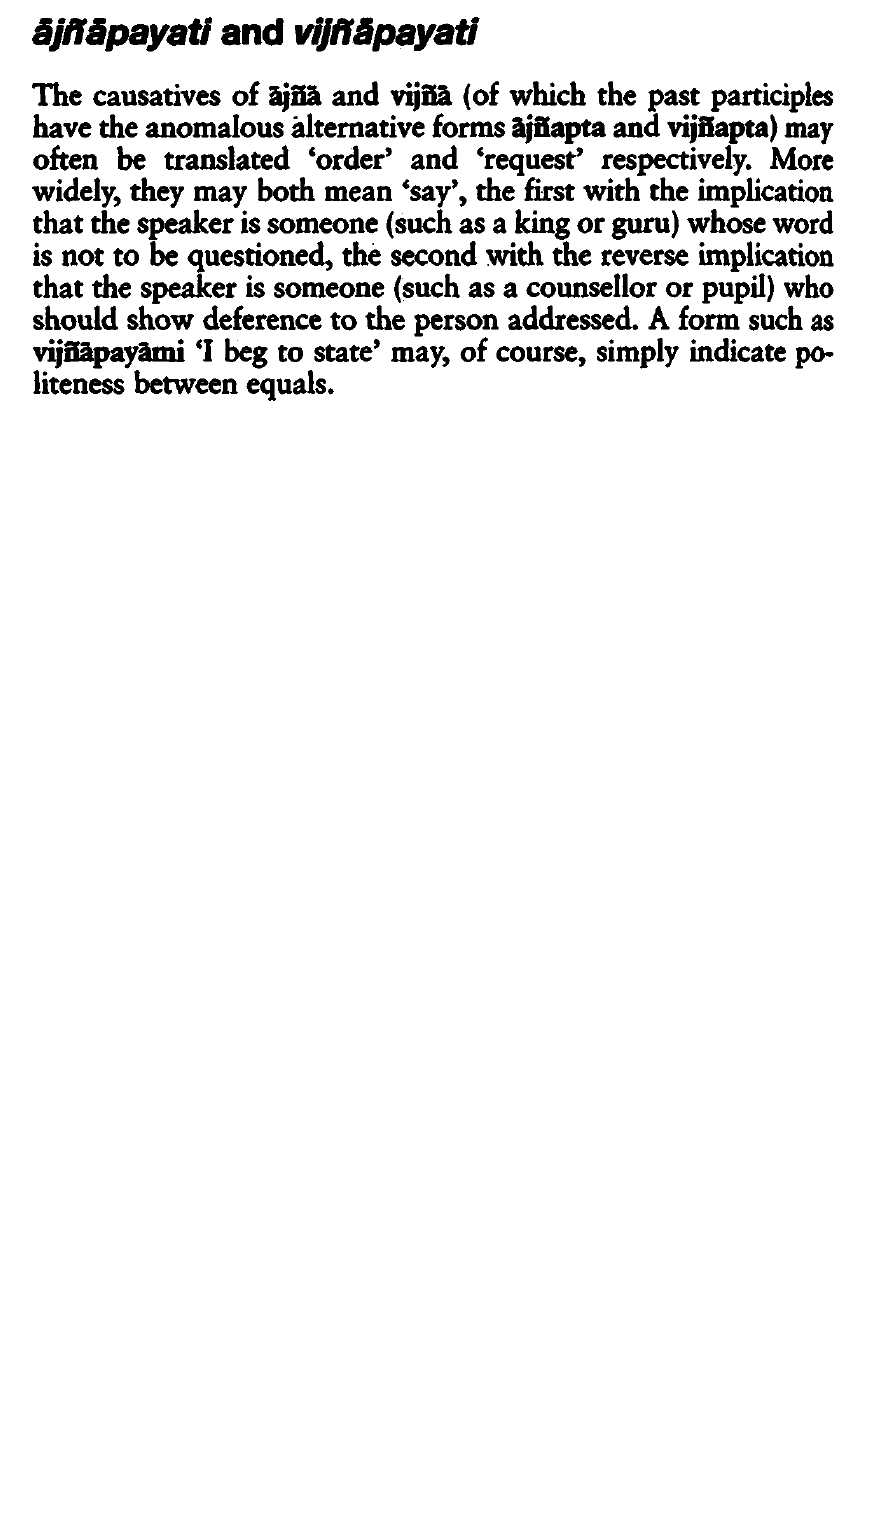 ājñāpayati and vijñāpayati
The causatives of ājñā and vijñā (of which the past participles
have the anomalous alternative forms ājñapta and vijñapta) may
often be translated ‘order’ and ‘request’ respectively. More
widely, they may both mean ‘say’, the first with the implication
that the speaker is someone (such as a king or guru) whose word
is not to be questioned, the second with the reverse implication
that the speaker is someone (such as a counsellor or pupil) who
should show deference to the person addressed. A form such as
vijñāpayāmi ‘I beg to state’ may, of course, simply indicate po-
liteness between equals.